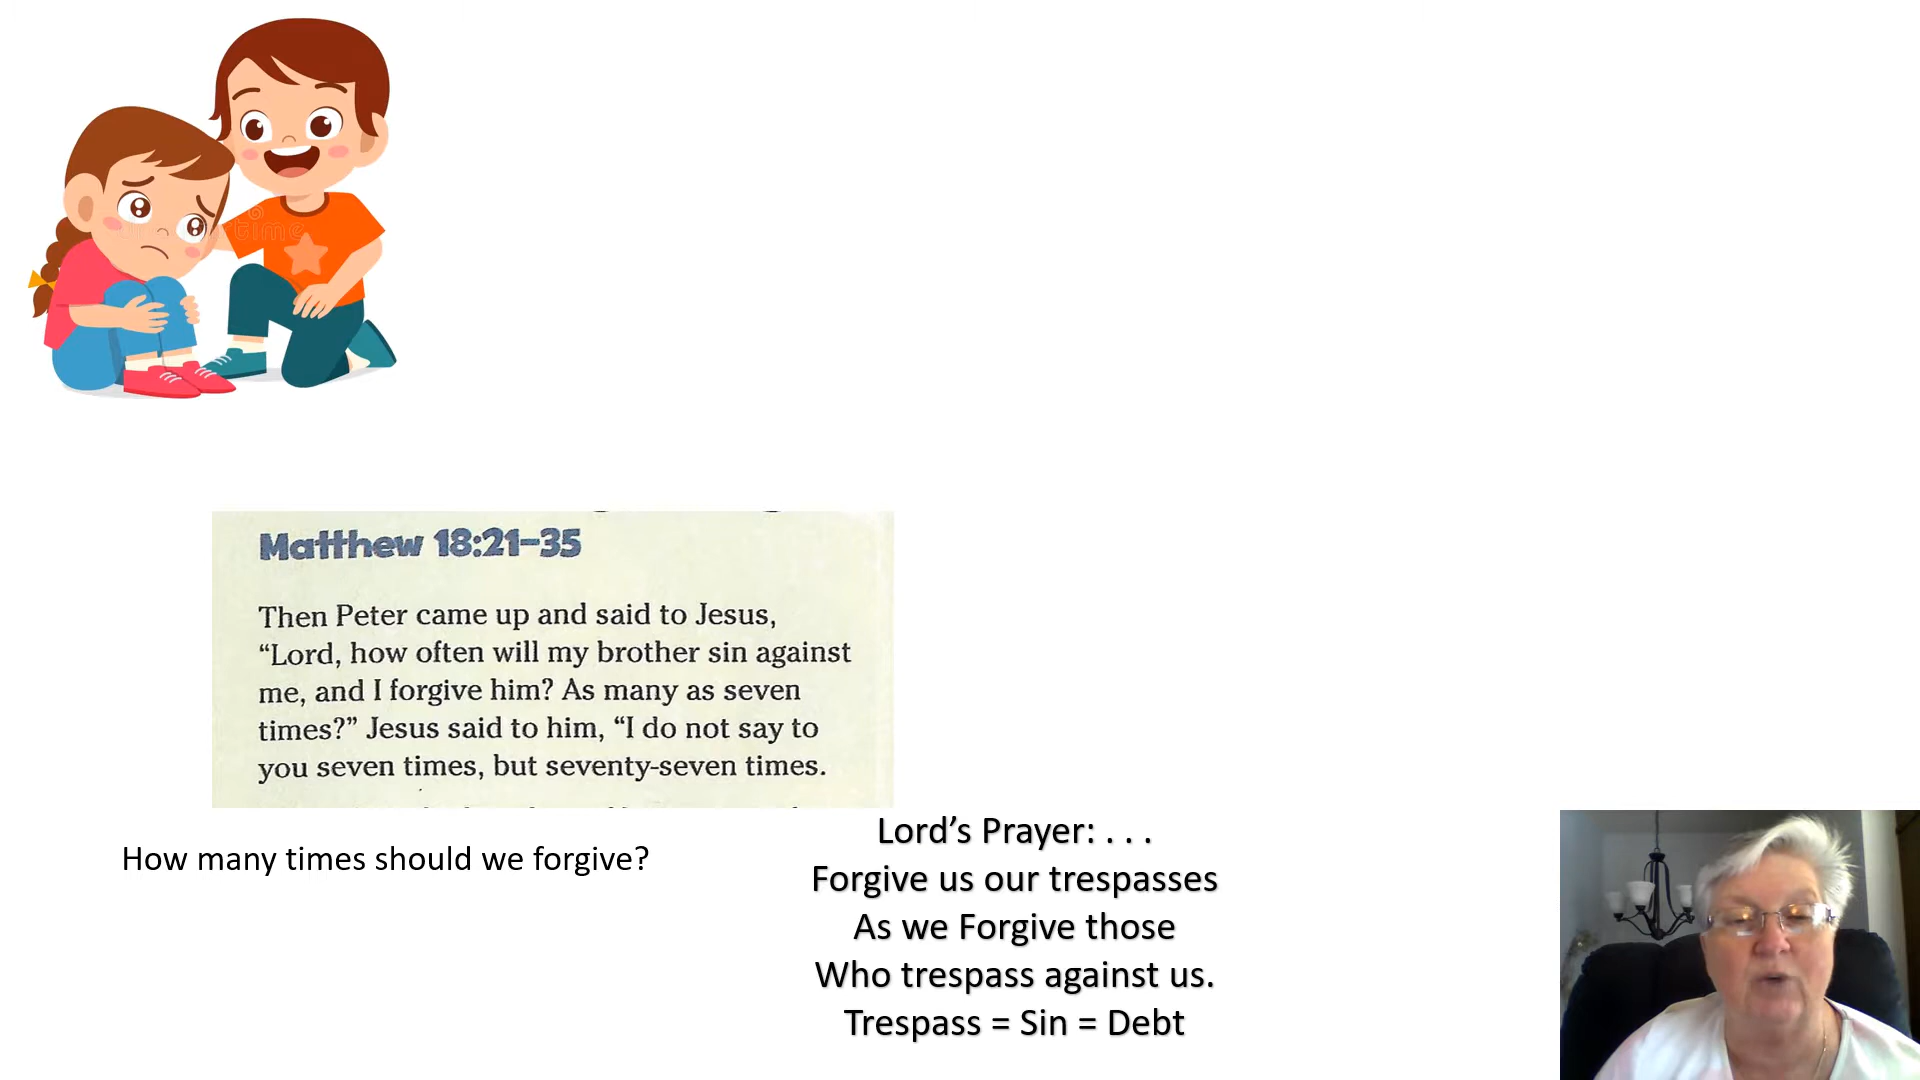 Matthew 18:21–35
Then Peter came up and said to Jesus,
“Lord, how often will my brother sin against
me, and I forgive him? As many as seven
times?” Jesus said to him, “I do not say to
you seven times, but seventy-seven times.
How many times should we forgive?
Lord’s Prayer: . . .
Forgive us our trespasses
As we Forgive those
Who trespass against us.
Trespass = Sin = Debt